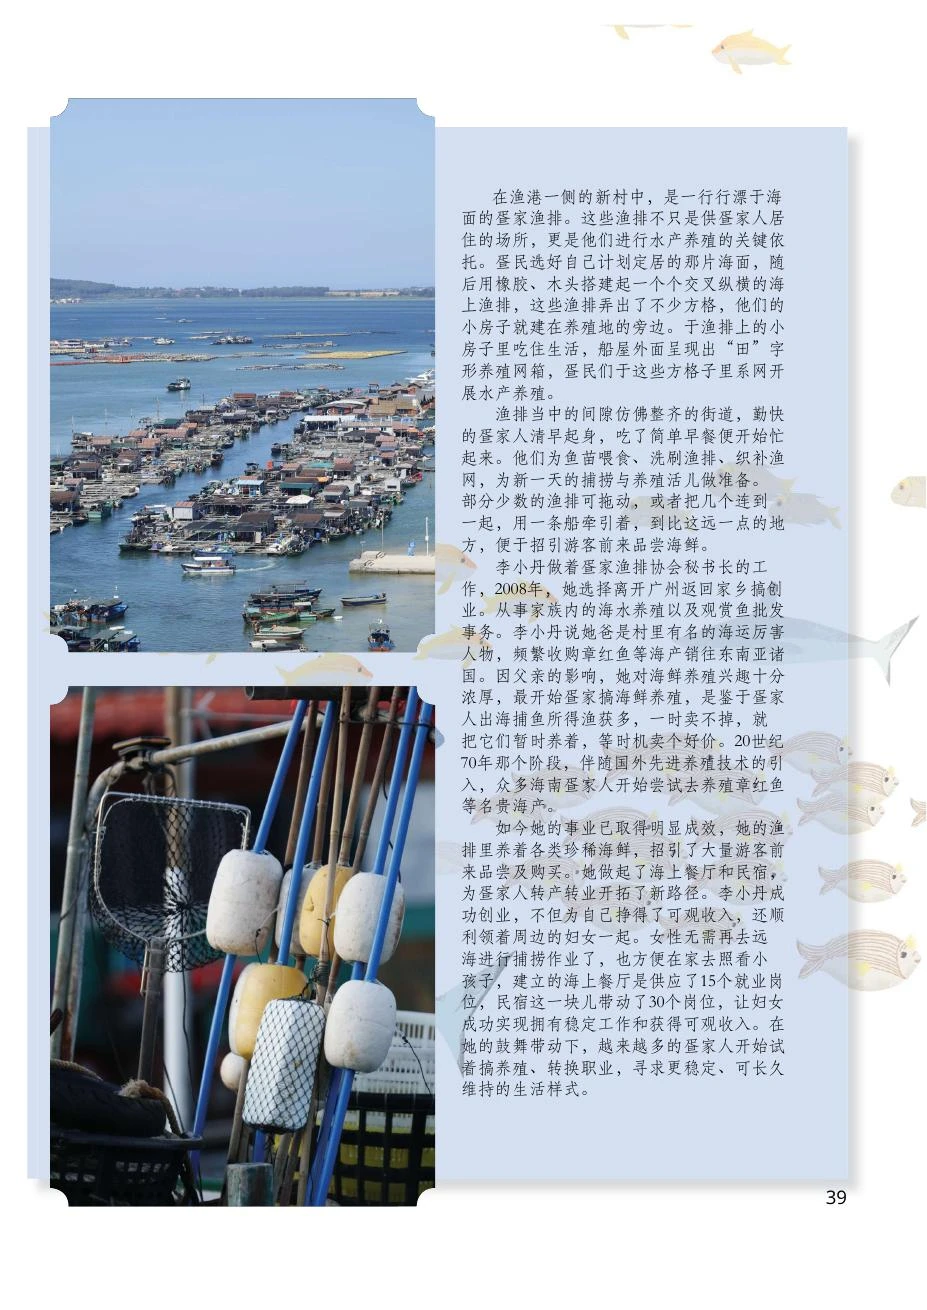 在渔港一侧的新村中，是一行行漂于海
面的疍家渔排。这些渔排不只是供疍家人居
住的场所，更是他们进行水产养殖的关键依
托。疍民选好自己计划定居的那片海面，随
后用橡胶、木头搭建起一个个交叉纵横的海
上渔排，这些渔排弄出了不少方格，他们的
小房子就建在养殖地的旁边。于渔排上的小
房子里吃住生活，船屋外面呈现出“田”字
形养殖网箱，疍民们于这些方格子里系网开
展水产养殖。
渔排当中的间隙仿佛整齐的街道，勤快
的疍家人清早起身，吃了简单早餐便开始忙
起来。他们为鱼苗喂食、洗刷渔排、织补渔
网，为新一天的捕捞与养殖活儿做准备。
部分少数的渔排可拖动，或者把几个连到
一起，用一条船牵引着，到比这远一点的地
方，便于招引游客前来品尝海鲜。
李小丹做着疍家渔排协会秘书长的工
作，2008年，她选择离开广州返回家乡搞创
业。从事家族内的海水养殖以及观赏鱼批发
事务。李小丹说她爸是村里有名的海运厉害
人物，频繁收购章红鱼等海产销往东南亚诸
国。因父亲的影响，她对海鲜养殖兴趣十分
浓厚，最开始疍家搞海鲜养殖，是鉴于疍家
人出海捕鱼所得渔获多，一时卖不掉，就
把它们暂时养着，等时机卖个好价。20世纪
70年那个阶段，伴随国外先进养殖技术的引
入，众多海南疍家人开始尝试去养殖章红鱼
等名贵海产。
如今她的事业已取得明显成效，她的渔
排里养着各类珍稀海鲜，招引了大量游客前
来品尝及购买。她做起了海上餐厅和民宿，
为疍家人转产转业开拓了新路径。李小丹成
功创业，不但为自己挣得了可观收入，还顺
利领着周边的妇女一起。女性无需再去远
海进行捕捞作业了，也方便在家去照看小
孩子，建立的海上餐厅是供应了15个就业岗
位，民宿这一块儿带动了30个岗位，让妇女
成功实现拥有稳定工作和获得可观收入。在
她的鼓舞带动下，越来越多的疍家人开始试
着搞养殖、转换职业，寻求更稳定、可长久
维持的生活样式。
39